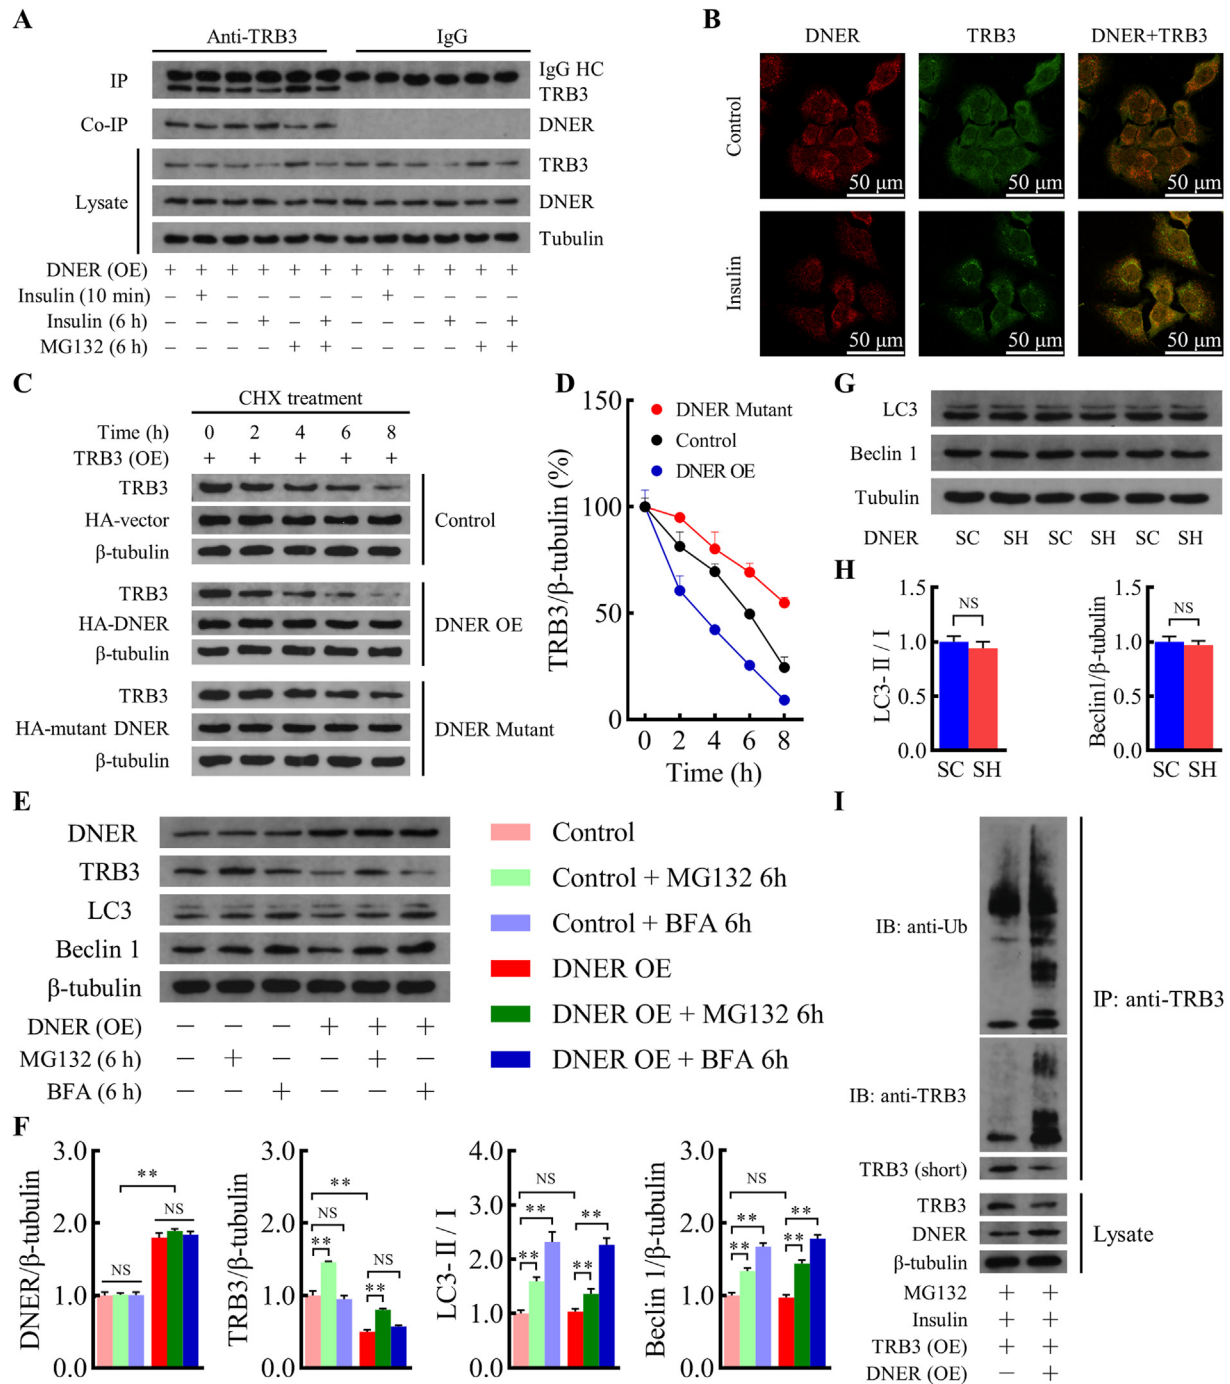 A
Anti-TRB3 IgG
IP IgG HC
TRB3
Co-IP DNER
TRB3
Lysate DNER
Tubulin
DNER (OE) + + + + + + + + + + + +
Insulin (10 min) – + – – – – – + – – – –
Insulin (6 h) – – – + – + – – – + – +
MG132 (6 h) – – – – + + – – – – + +
B
DNER TRB3 DNER+TRB3
Control
50 μm 50 μm 50 μm
Insulin
50 μm 50 μm 50 μm
C
CHX treatment
Time (h) 0 2 4 6 8
TRB3 (OE) + + + + +
TRB3
HA-vector Control
β-tubulin
TRB3
HA-DNER DNER OE
β-tubulin
TRB3
HA-mutant DNER DNER Mutant
β-tubulin
D
150
100
50
0
TRB3/β-tubulin (%)
DNER Mutant
Control
DNER OE
0 2 4 6 8
Time (h)
G
LC3
Beclin 1
Tubulin
DNER SC SH SC SH SC SH
H
LC3-II / I
1.5
1.0
0.5
0.0
NS
SC SH
Beclin1/β-tubulin
1.5
1.0
0.5
0.0
NS
SC SH
E
DNER
TRB3
LC3
Beclin 1
β-tubulin
DNER (OE) – – – + + +
MG132 (6 h) – + – – + –
BFA (6 h) – – + – – +
Control
Control + MG132 6h
Control + BFA 6h
DNER OE
DNER OE + MG132 6h
DNER OE + BFA 6h
F
DNER/β-tubulin
3.0
2.0
1.0
0.0
**
NS
NS
TRB3/β-tubulin
3.0
2.0
1.0
0.0
**
NS
**
NS
**
LC3-II / I
4.0
3.0
2.0
1.0
0.0
NS
**
**
**
**
Beclin 1/β-tubulin
3.0
2.0
1.0
0.0
NS
**
**
**
**
I
IB: anti-Ub
IP: anti-TRB3
IB: anti-TRB3
TRB3 (short)
TRB3
DNER Lysate
β-tubulin
MG132 + +
Insulin + +
TRB3 (OE) + +
DNER (OE) – +